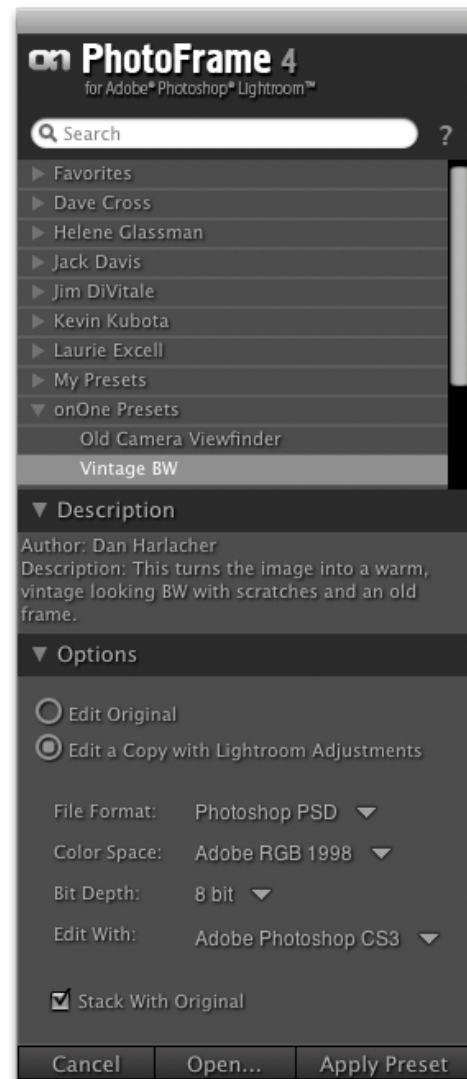 on PhotoFrame 4
for Adobe® Photoshop® Lightroom™
Search ?
Favorites
Dave Cross
Helene Glassman
Jack Davis
Jim DiVitale
Kevin Kubota
Laurie Excell
My Presets
onOne Presets
Old Camera Viewfinder
Vintage BW
Description
Author: Dan Harlacher
Description: This turns the image into a warm,
vintage looking BW with scratches and an old
frame.
Options
Edit Original
Edit a Copy with Lightroom Adjustments
File Format: Photoshop PSD
Color Space: Adobe RGB 1998
Bit Depth: 8 bit
Edit With: Adobe Photoshop CS3
Stack With Original
Cancel Open... Apply Preset